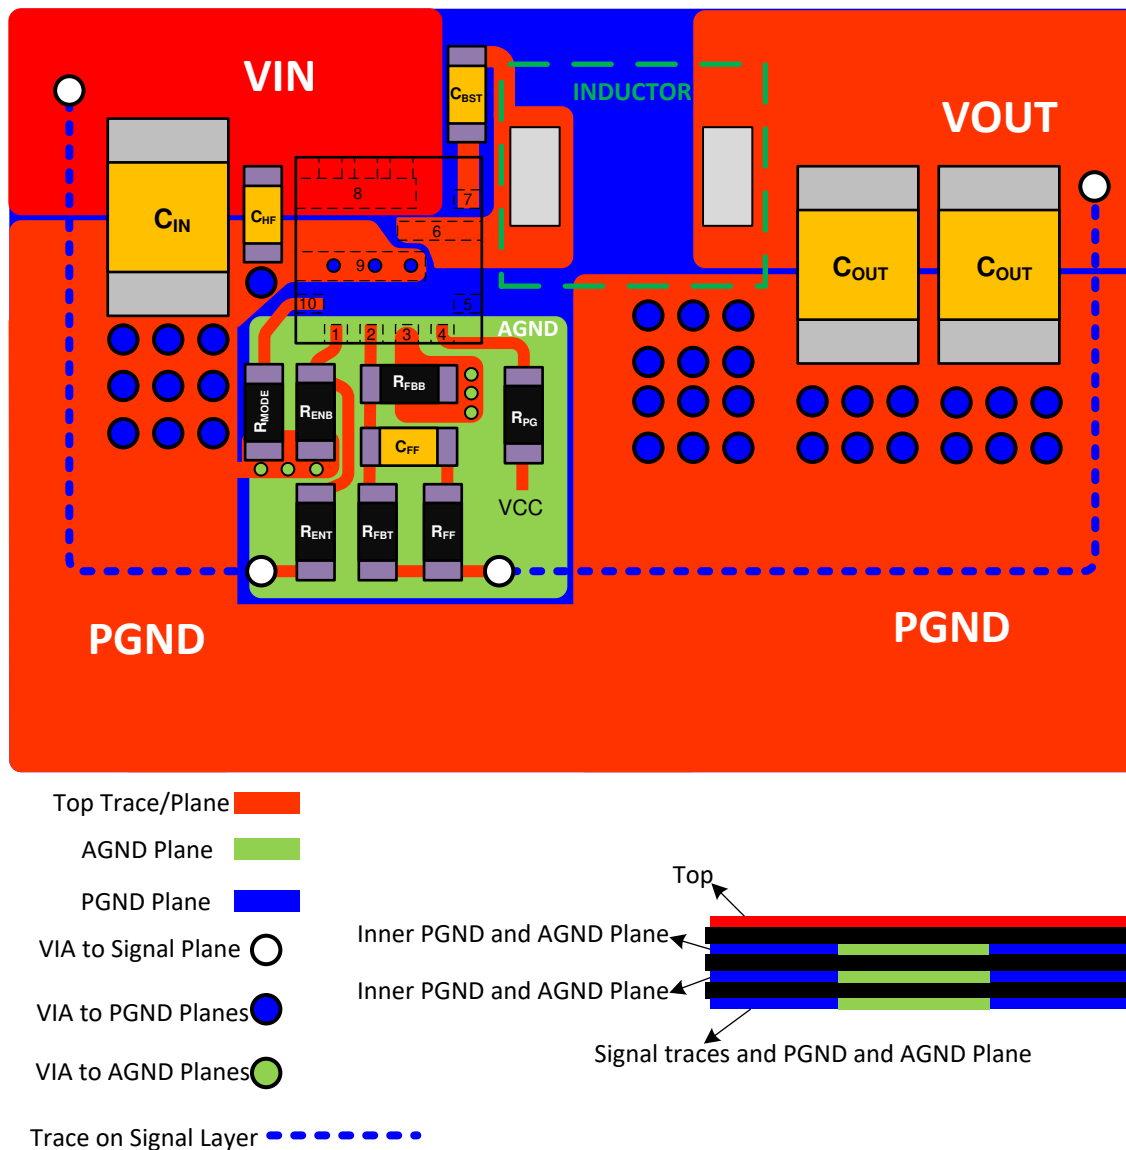 VIN
INDUCTOR
VOUT
CBST
CIN
CHF
8
7
6
9
10
5
1
2
3
4
AGND
COUT
COUT
RMODE
RENB
RFBB
RPG
CFF
RENT
RFBT
RFF
VCC
PGND
PGND
Top Trace/Plane
AGND Plane
PGND Plane
VIA to Signal Plane
VIA to PGND Planes
VIA to AGND Planes
Trace on Signal Layer
Top
Inner PGND and AGND Plane
Inner PGND and AGND Plane
Signal traces and PGND and AGND Plane